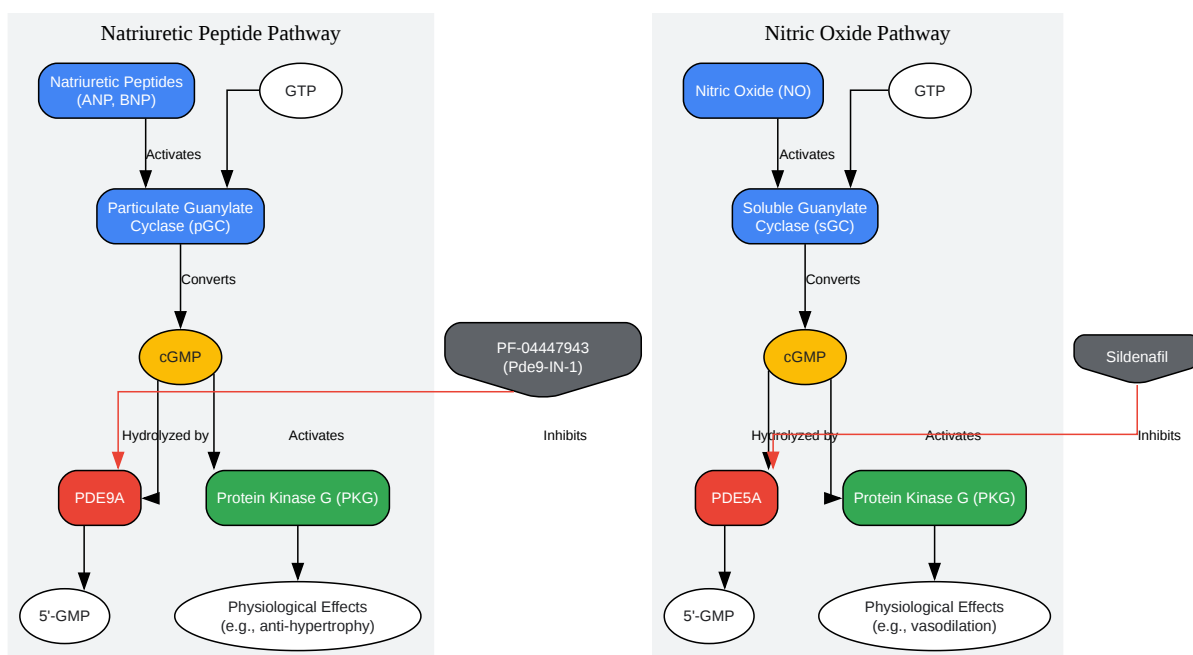 Natriuretic Peptide Pathway
Natriuretic Peptides
(ANP, BNP)
GTP
Activates
Particulate Guanylate
Cyclase (pGC)
Converts
cGMP
PF-04447943
(Pde9-IN-1)
Hydrolyzed by
Activates
Inhibits
PDE9A
Protein Kinase G (PKG)
5'-GMP
Physiological Effects
(e.g., anti-hypertrophy)
Nitric Oxide Pathway
Nitric Oxide (NO)
GTP
Activates
Soluble Guanylate
Cyclase (sGC)
Converts
cGMP
Sildenafil
Hydrolyzed by
Activates
Inhibits
PDE5A
Protein Kinase G (PKG)
5'-GMP
Physiological Effects
(e.g., vasodilation)